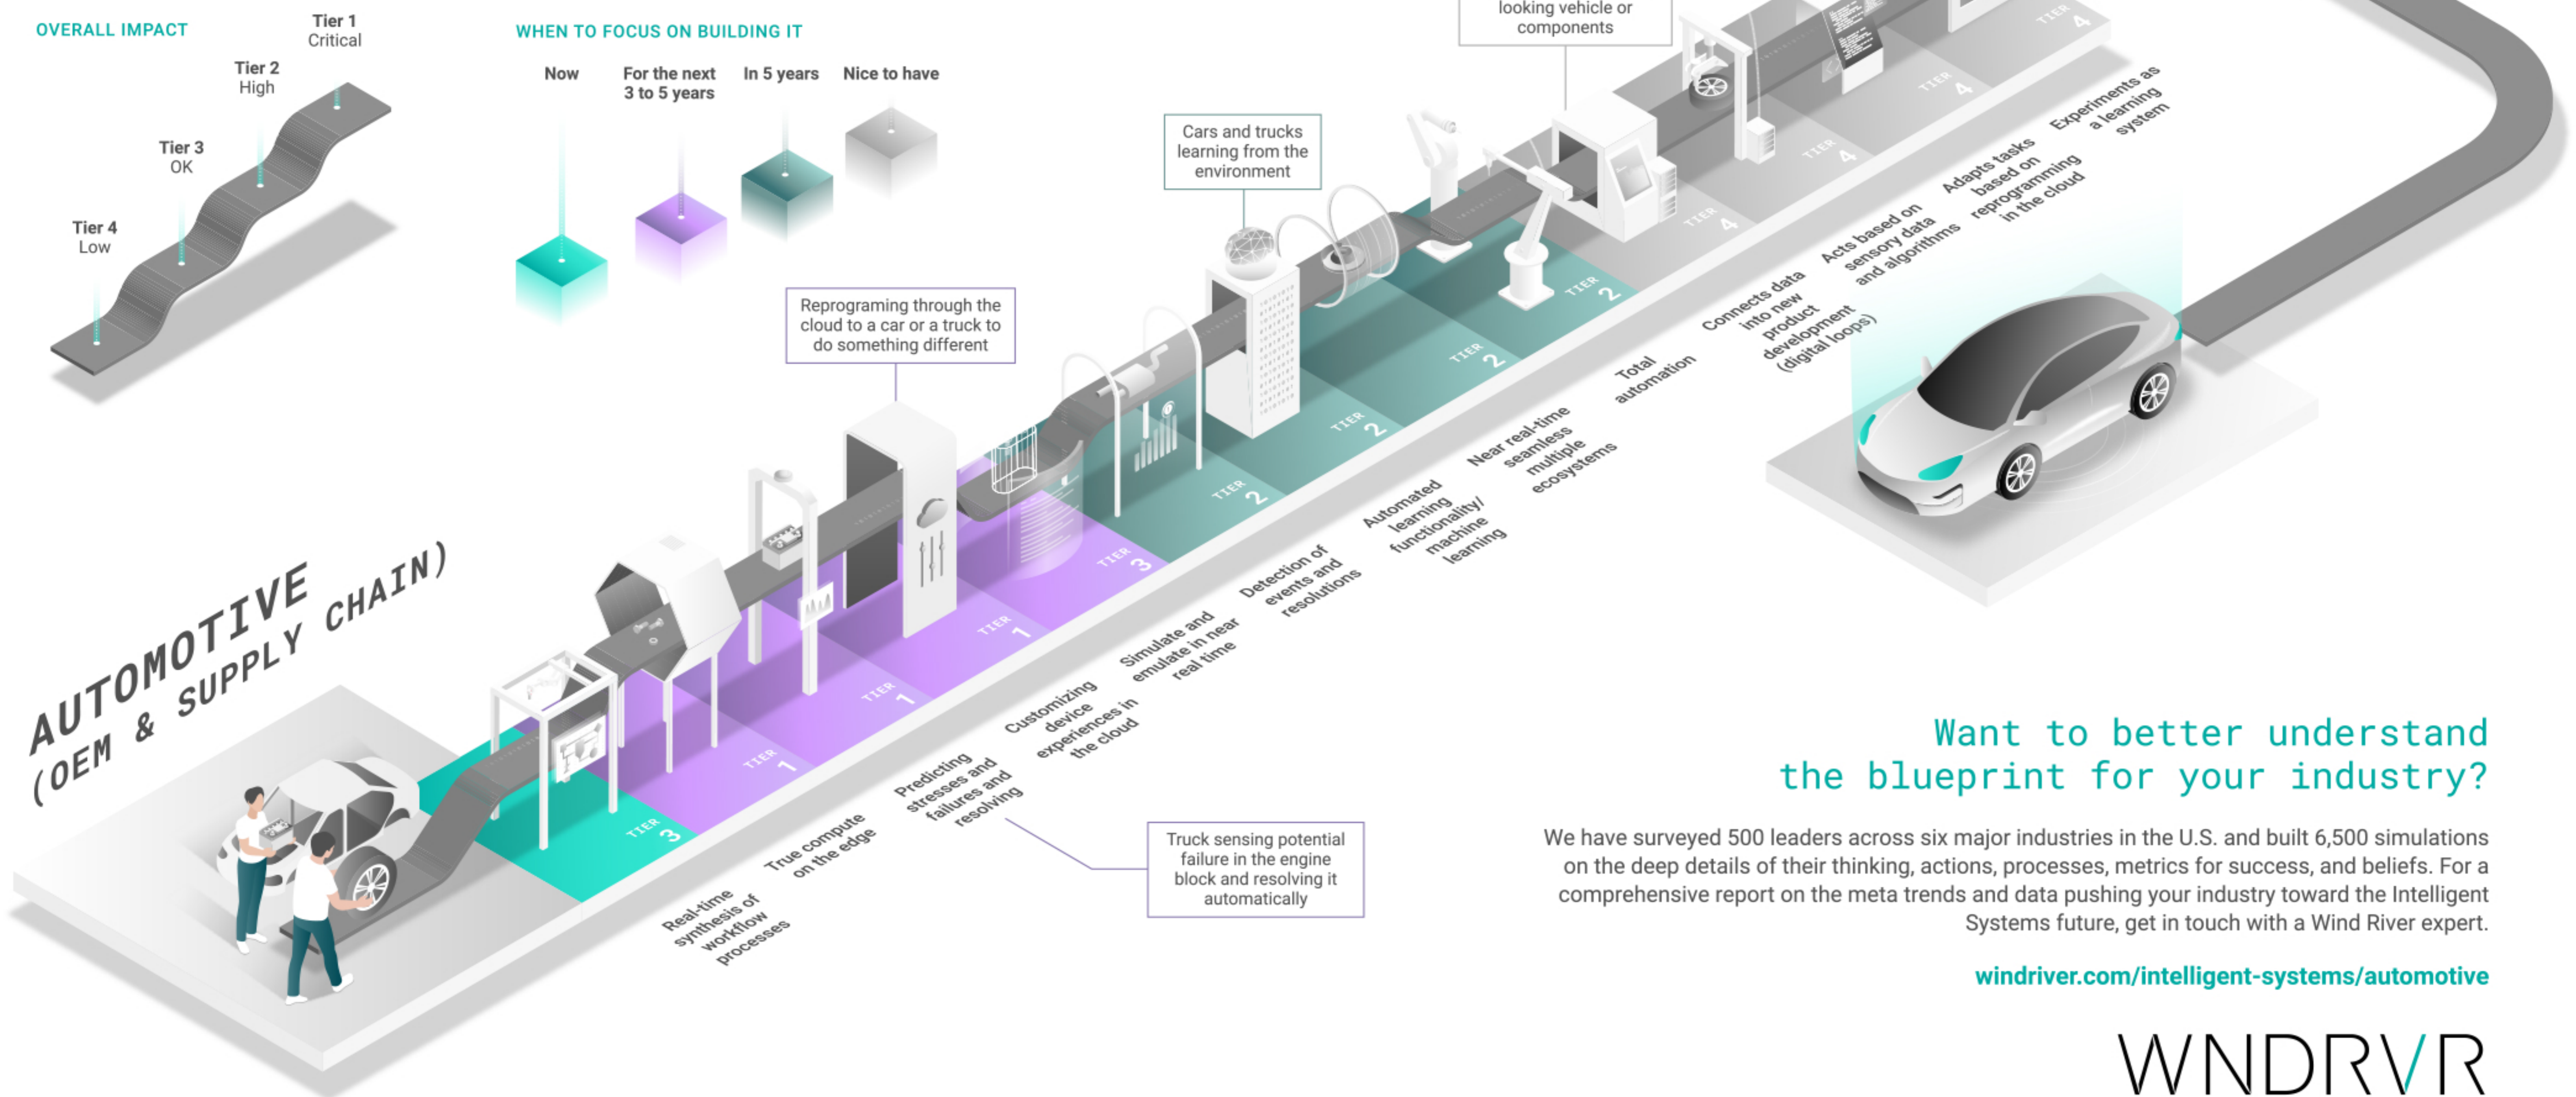 OVERALL IMPACT
Tier 1
Critical
Tier 2
High
Tier 3
OK
Tier 4
Low
WHEN TO FOCUS ON BUILDING IT
Now
For the next
3 to 5 years
In 5 years
Nice to have
looking vehicle or
components
Cars and trucks
learning from the
environment
Reprograming through the
cloud to a car or a truck to
do something different
AUTOMOTIVE
(OEM & SUPPLY CHAIN)
TIER 3
TIER 1
TIER 1
TIER 1
TIER 3
TIER 2
TIER 2
TIER 2
TIER 2
TIER 4
TIER 4
TIER 4
TIER 4
Real-time
synthesis of
workflow
processes
True compute
on the edge
Predicting
stresses and
failures and
resolving
Customizing
device
experiences in
the cloud
Simulate and
emulate in near
real time
Detection of
events and
resolutions
Automated
learning
functionality/
machine
learning
Near real-time
seamless
multiple
ecosystems
Total
automation
Connects data
into new
product
development
(digital loops)
Acts based on
sensory data
and algorithms
Adapts tasks
based on
reprogramming
in the cloud
Experiments as
a learning
system
Truck sensing potential
failure in the engine
block and resolving it
automatically
Want to better understand
the blueprint for your industry?
We have surveyed 500 leaders across six major industries in the U.S. and built 6,500 simulations
on the deep details of their thinking, actions, processes, metrics for success, and beliefs. For a
comprehensive report on the meta trends and data pushing your industry toward the Intelligent
Systems future, get in touch with a Wind River expert.
windriver.com/intelligent-systems/automotive
WNDRVR